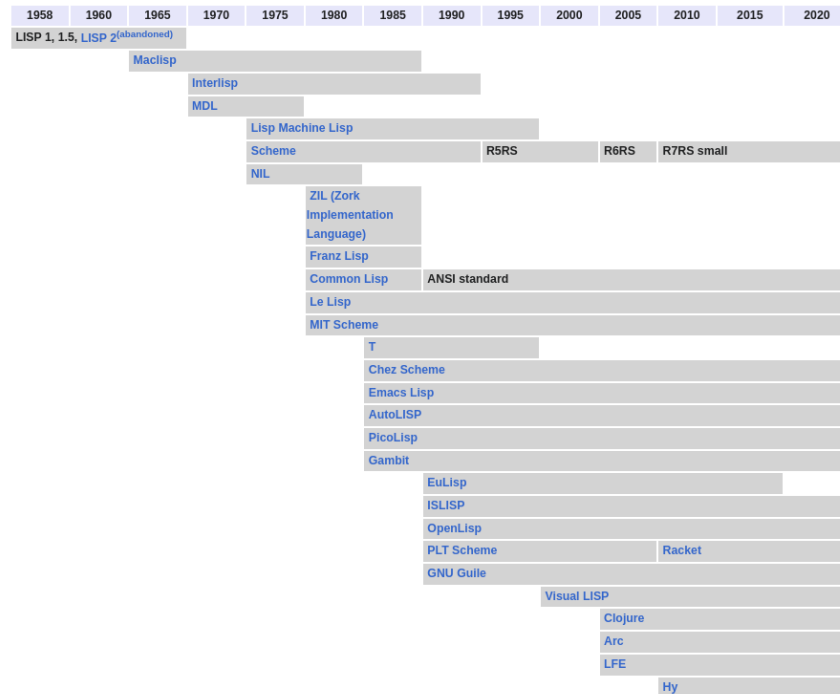 1958 1960 1965 1970 1975 1980 1985 1990 1995 2000 2005 2010 2015 2020
LISP 1, 1.5, LISP 2(abandoned)
Maclisp
Interlisp
MDL
Lisp Machine Lisp
Scheme R5RS R6RS R7RS small
NIL
ZIL (Zork
Implementation
Language)
Franz Lisp
Common Lisp ANSI standard
Le Lisp
MIT Scheme
T
Chez Scheme
Emacs Lisp
AutoLISP
PicoLisp
Gambit
EuLisp
ISLISP
OpenLisp
PLT Scheme Racket
GNU Guile
Visual LISP
Clojure
Arc
LFE
Hy